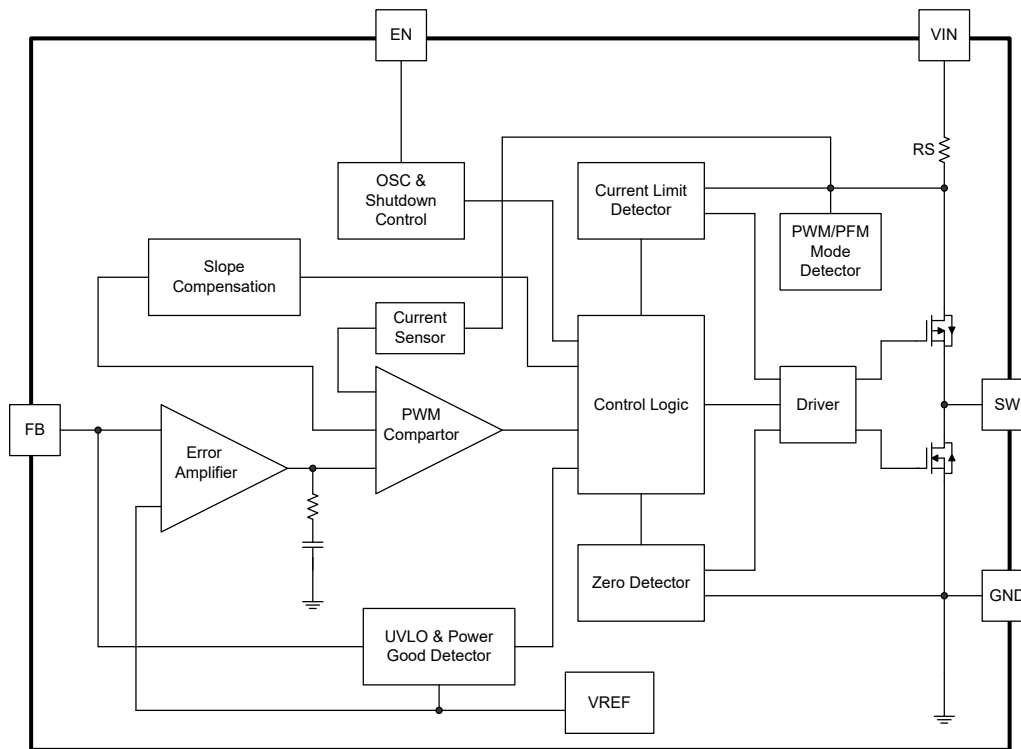 EN
VIN
RS
OSC &
Shutdown
Control
Current Limit
Detector
PWM/PFM
Mode
Detector
Slope
Compensation
Current
Sensor
FB
Error
Amplifier
PWM
Compartor
Control Logic
Driver
SW
Zero Detector
GND
UVLO & Power
Good Detector
VREF